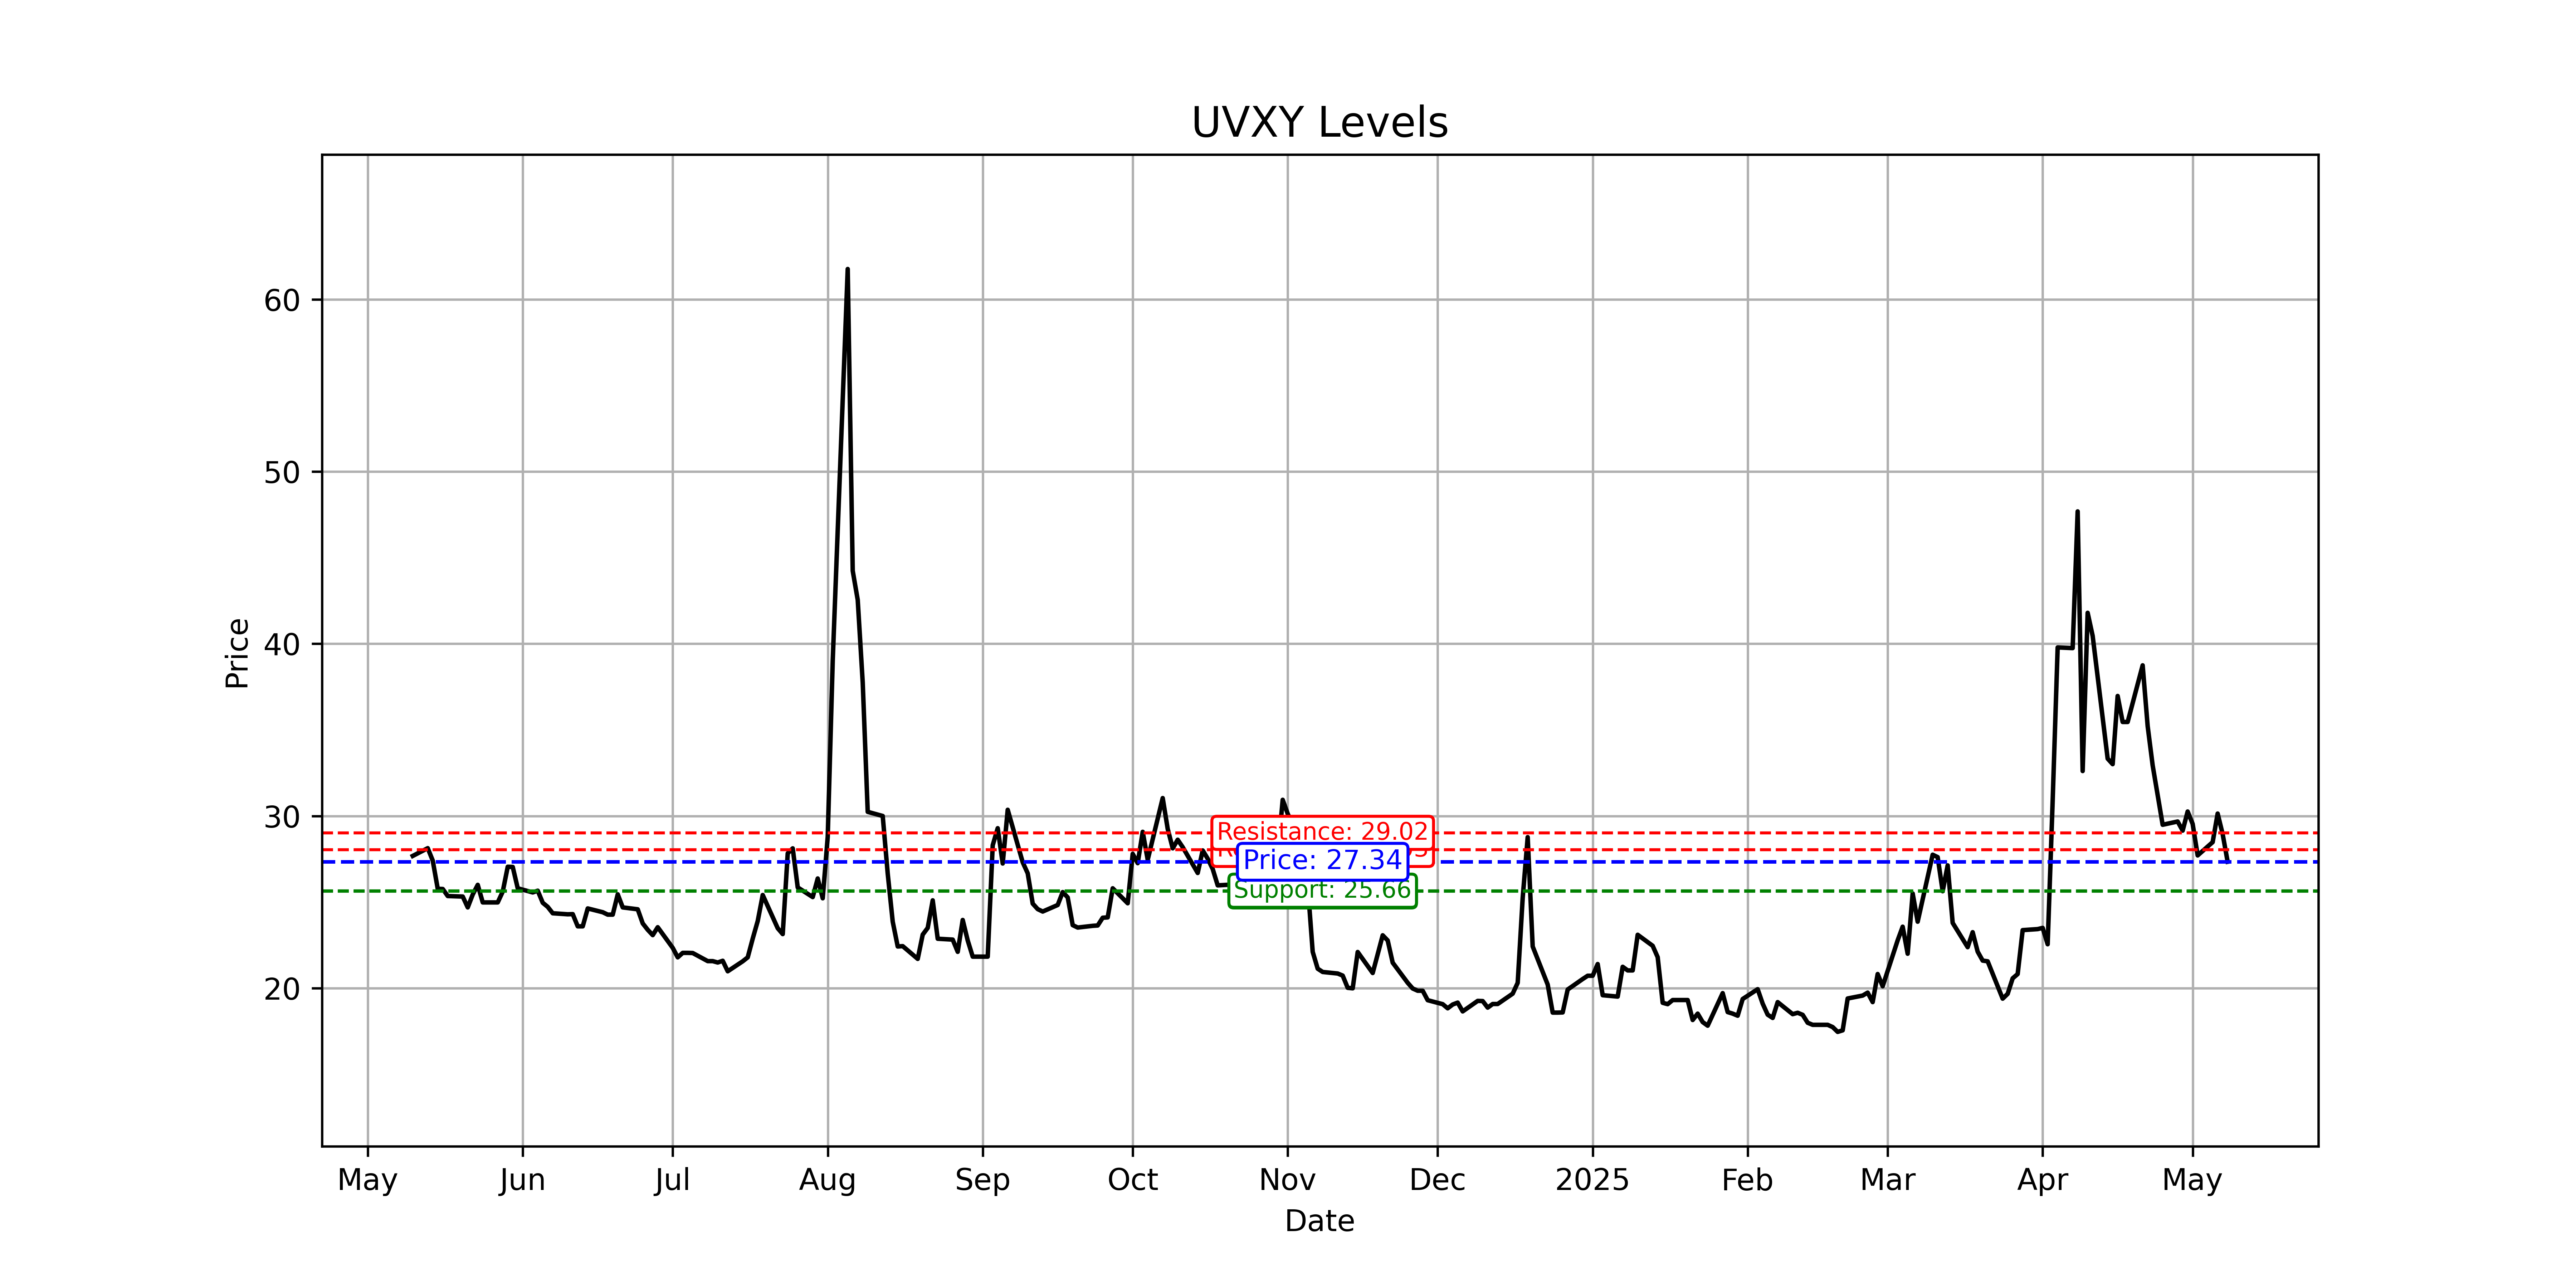 UVXY Levels
60
50
40
30
20
Price
Resistance: 29.02
Price: 27.34
Support: 25.66
May Jun Jul Aug Sep Oct Nov Dec 2025 Feb Mar Apr May
Date